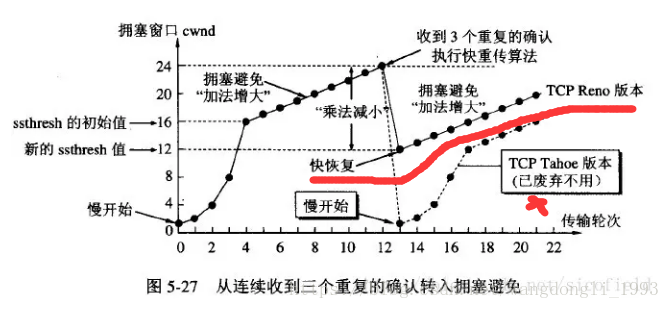 拥塞窗口 cwnd
收到 3 个重复的确认
执行快重传算法
24
20
16
12
8
4
0
拥塞避免
“加法增大”
“乘法减小”
拥塞避免
“加法增大”
TCP Reno 版本
ssthresh 的初始值
新的 ssthresh 值
快恢复
TCP Tahoe 版本
(已废弃不用)
慢开始
慢开始
0 2 4 6 8 10 12 14 16 18 20 22
传输轮次
图 5-27 从连续收到三个重复的确认转入拥塞避免